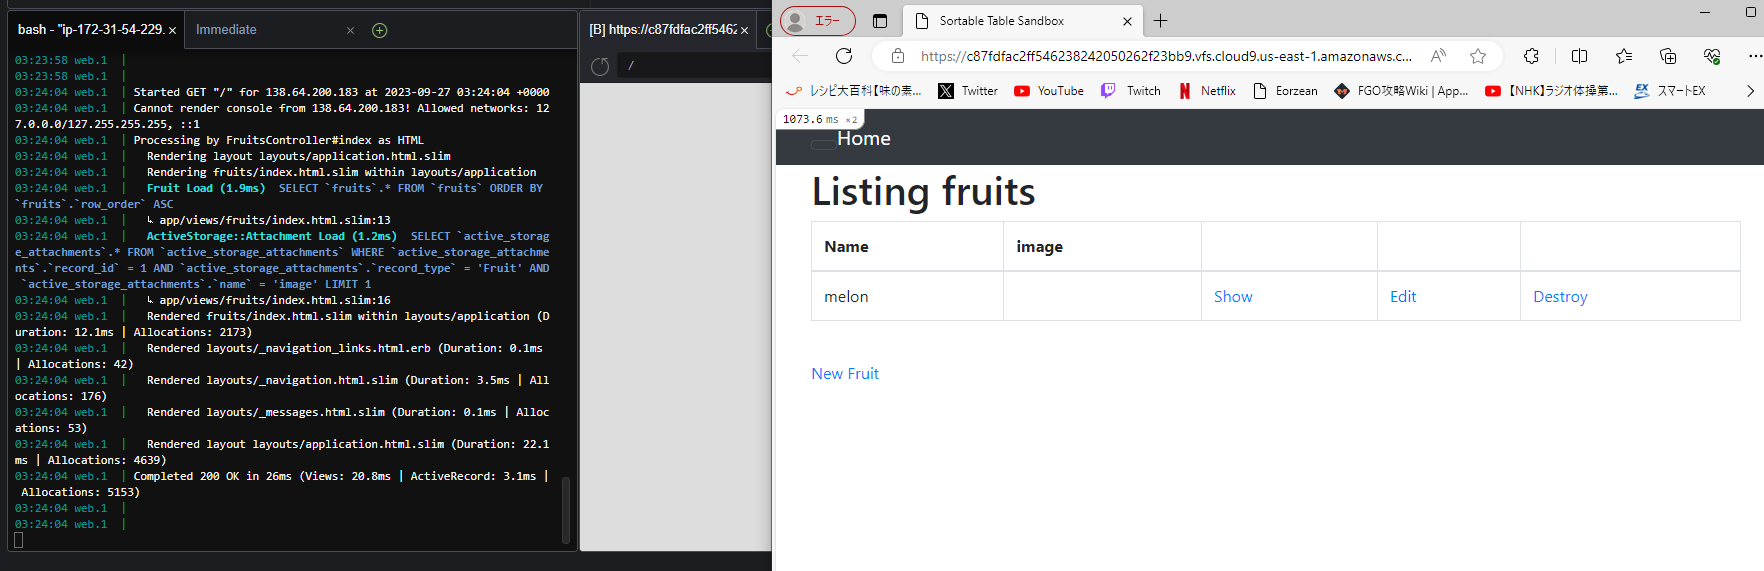 bash - "ip-172-31-54-229.
Immediate
03:23:58 web.1 |
03:23:58 web.1 |
03:24:04 web.1 | Started GET "/" for 138.64.200.183 at 2023-09-27 03:24:04 +0000
03:24:04 web.1 | Cannot render console from 138.64.200.183! Allowed networks: 12
7.0.0.0/127.255.255.255, ::1
03:24:04 web.1 | Processing by FruitsController#index as HTML
03:24:04 web.1 | Rendering layout layouts/application.html.slim
03:24:04 web.1 | Rendering fruits/index.html.slim within layouts/application
03:24:04 web.1 | Fruit Load (1.9ms) SELECT `fruits`.* FROM `fruits` ORDER BY
`fruits`.`row_order` ASC
03:24:04 web.1 | ↳ app/views/fruits/index.html.slim:13
03:24:04 web.1 | ActiveStorage::Attachment Load (1.2ms) SELECT `active_storag
e_attachments`.* FROM `active_storage_attachments` WHERE `active_storage_attachme
nts`.`record_id` = 1 AND `active_storage_attachments`.`record_type` = 'Fruit' AND
`active_storage_attachments`.`name` = 'image' LIMIT 1
03:24:04 web.1 | ↳ app/views/fruits/index.html.slim:16
03:24:04 web.1 | Rendered fruits/index.html.slim within layouts/application (D
uration: 12.1ms | Allocations: 2173)
03:24:04 web.1 | Rendered layouts/_navigation_links.html.erb (Duration: 0.1ms
| Allocations: 42)
03:24:04 web.1 | Rendered layouts/_navigation.html.slim (Duration: 3.5ms | All
ocations: 176)
03:24:04 web.1 | Rendered layouts/_messages.html.slim (Duration: 0.1ms | Alloc
ations: 53)
03:24:04 web.1 | Rendered layout layouts/application.html.slim (Duration: 22.1
ms | Allocations: 4639)
03:24:04 web.1 | Completed 200 OK in 26ms (Views: 20.8ms | ActiveRecord: 3.1ms |
Allocations: 5153)
03:24:04 web.1 |
03:24:04 web.1 |
[B] https://c87fdfac2ff5462
/
エラー
Sortable Table Sandbox
https://c87fdfac2ff546238242050262f23bb9.vfs.cloud9.us-east-1.amazonaws.c...
レシピ大百科【味の素... Twitter YouTube Twitch Netflix Eorzean FGO攻略Wiki | App... 【NHK】ラジオ体操第... スマートEX
1073.6 ms ×2
Home
Listing fruits
Name image
melon Show Edit Destroy
New Fruit